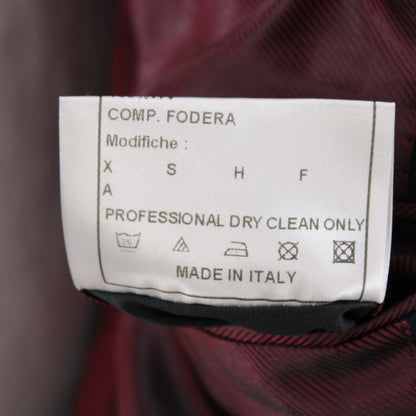 COMP. FODERA
Modifiche :
X S H F
A
PROFESSIONAL DRY CLEAN ONLY
MADE IN ITALY